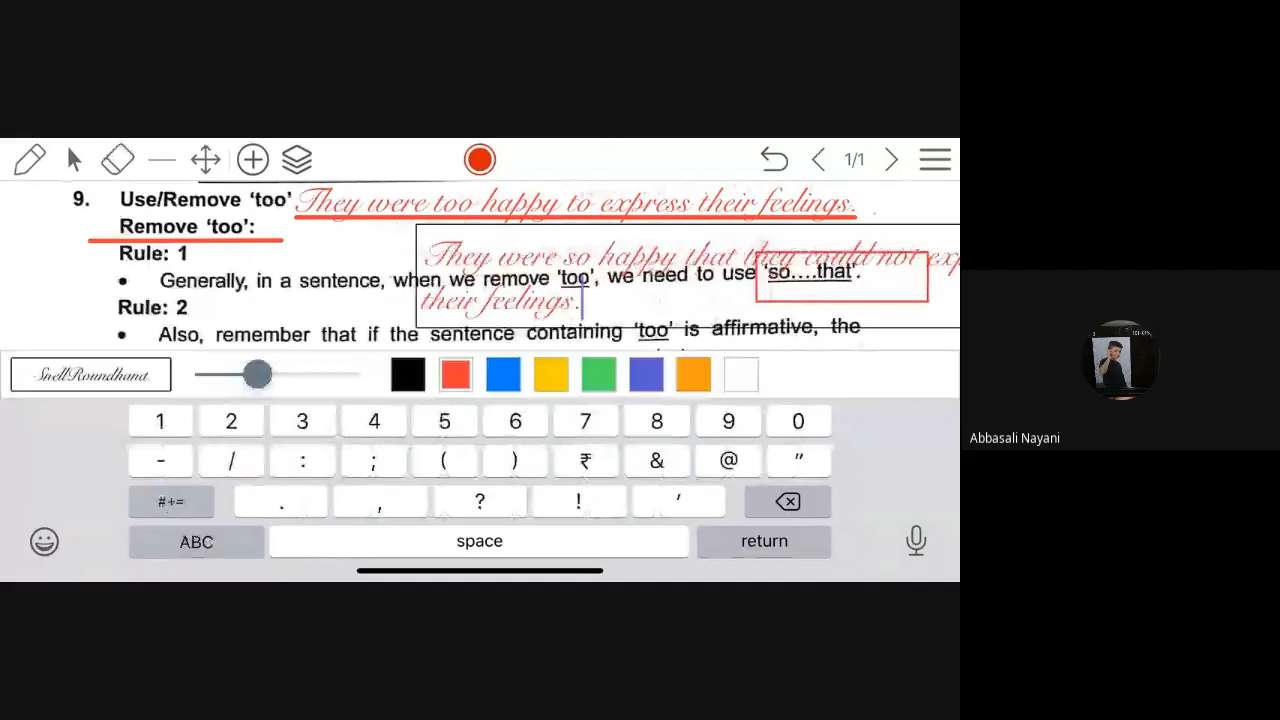 1/1
9. Use/Remove ‘too’ They were too happy to express their feelings.
Remove ‘too’:
They were so happy that they could not exp
Rule: 1
• Generally, in a sentence, when we remove ‘too’, we need to use ‘so....that’.
their feelings.
Rule: 2
• Also, remember that if the sentence containing ‘too’ is affirmative, the
SnellRoundhand
1 2 3 4 5 6 7 8 9 0
- / : ; ( ) ₹ & @ "
#+= . , ? ! '
ABC space return
Abbasali Nayani